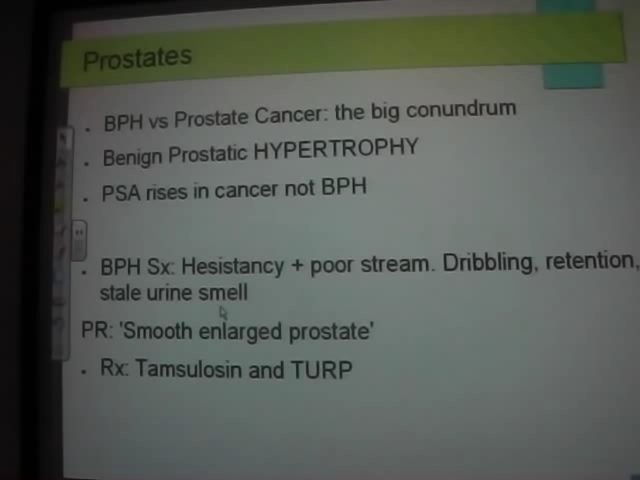 Prostates
. BPH vs Prostate Cancer: the big conundrum
. Benign Prostatic HYPERTROPHY
. PSA rises in cancer not BPH
. BPH Sx: Hesistancy + poor stream. Dribbling, retention,
stale urine smell
PR: 'Smooth enlarged prostate'
. Rx: Tamsulosin and TURP